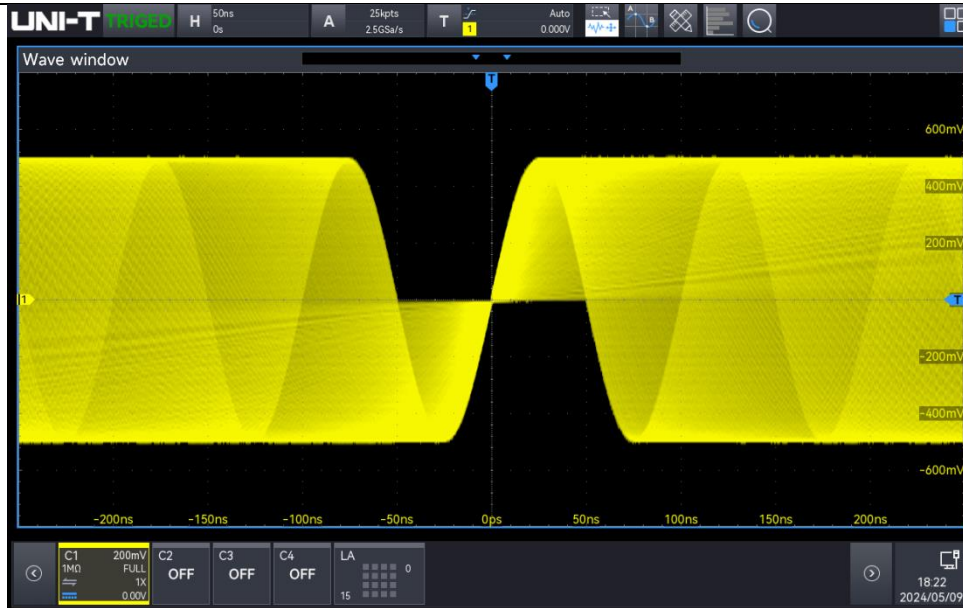 UNI-T TRIGED H 50ns 0s A 25kpts 2.5GSa/s T 1 Auto 0.000V A B
Wave window
T
600mV
400mV
200mV
1 T
-200mV
-400mV
-600mV
-200ns -150ns -100ns -50ns 0ps 50ns 100ns 150ns 200ns
C1 200mV C2 C3 C4 LA
1MΩ FULL OFF OFF OFF 0
1X
0.00V 15
18:22
2024/05/09